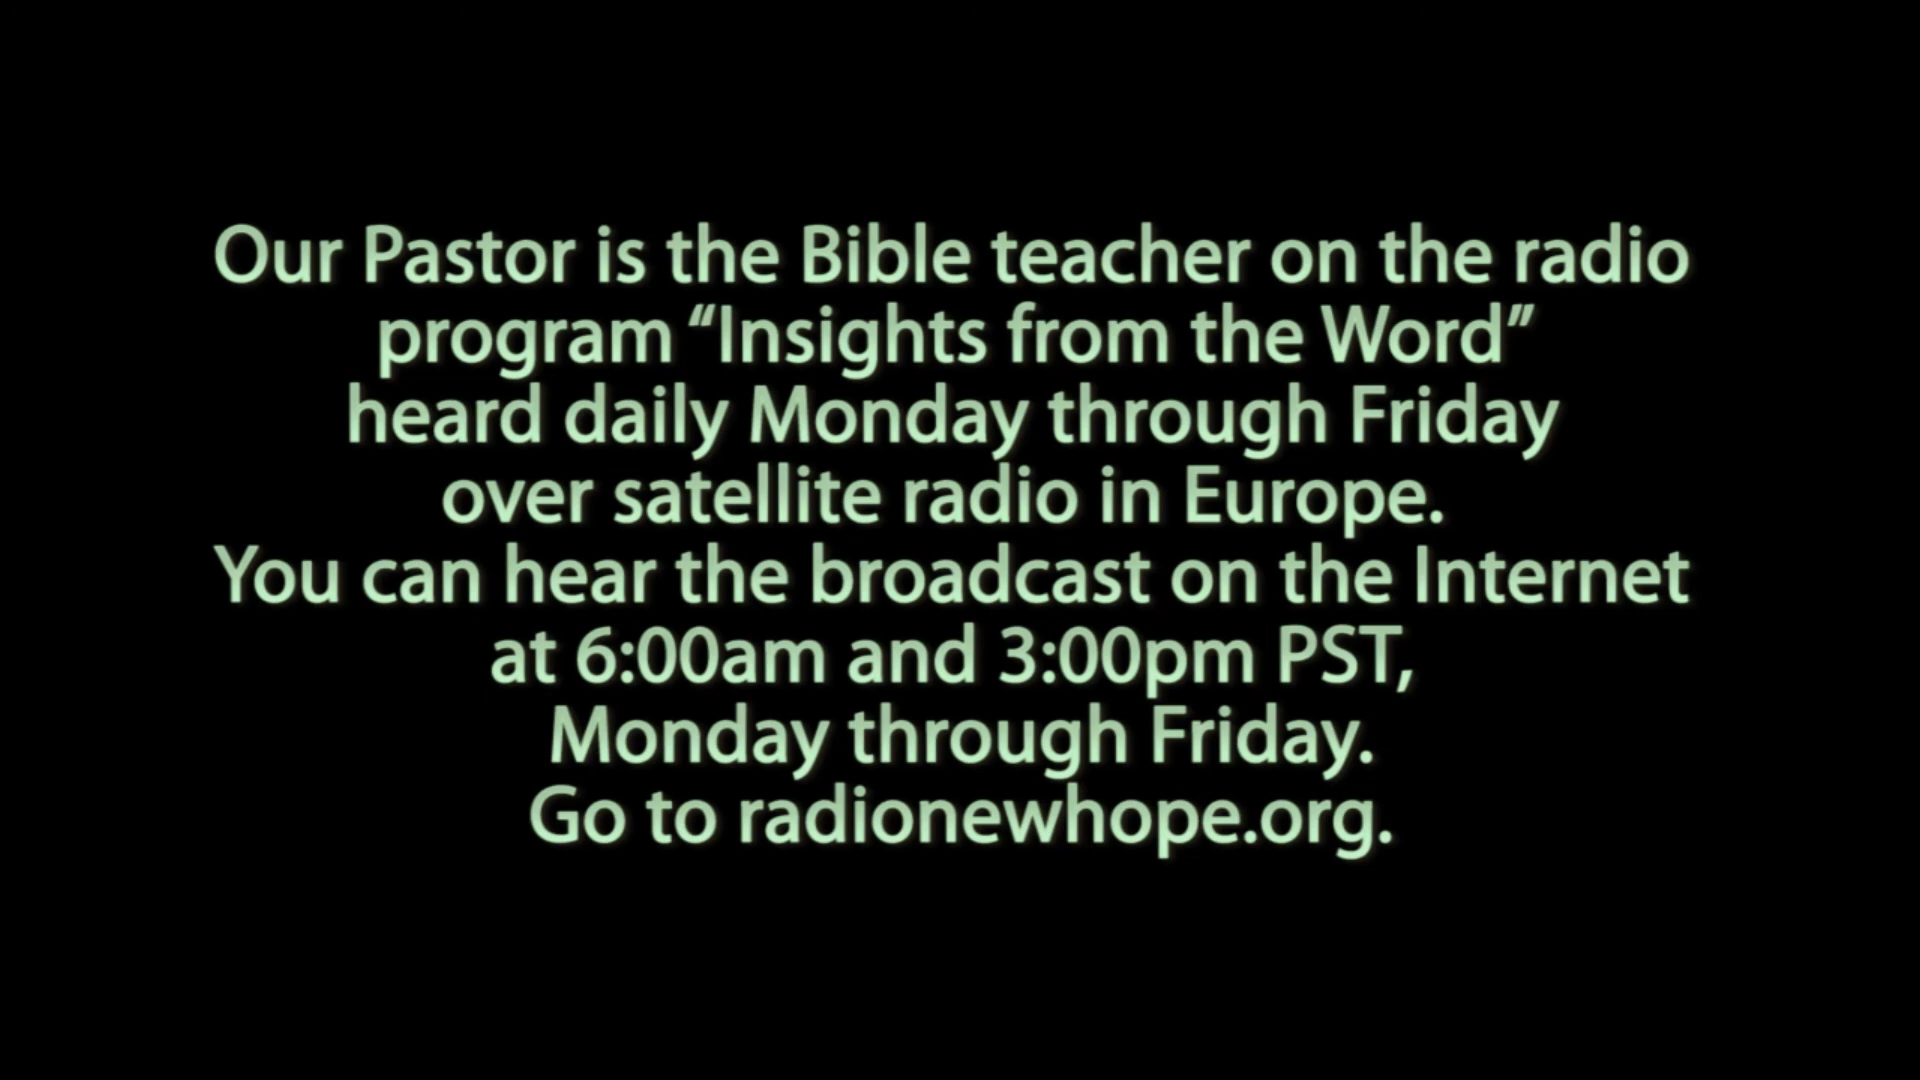 Our Pastor is the Bible teacher on the radio
program “Insights from the Word”
heard daily Monday through Friday
over satellite radio in Europe.
You can hear the broadcast on the Internet
at 6:00am and 3:00pm PST,
Monday through Friday.
Go to radionewhope.org.